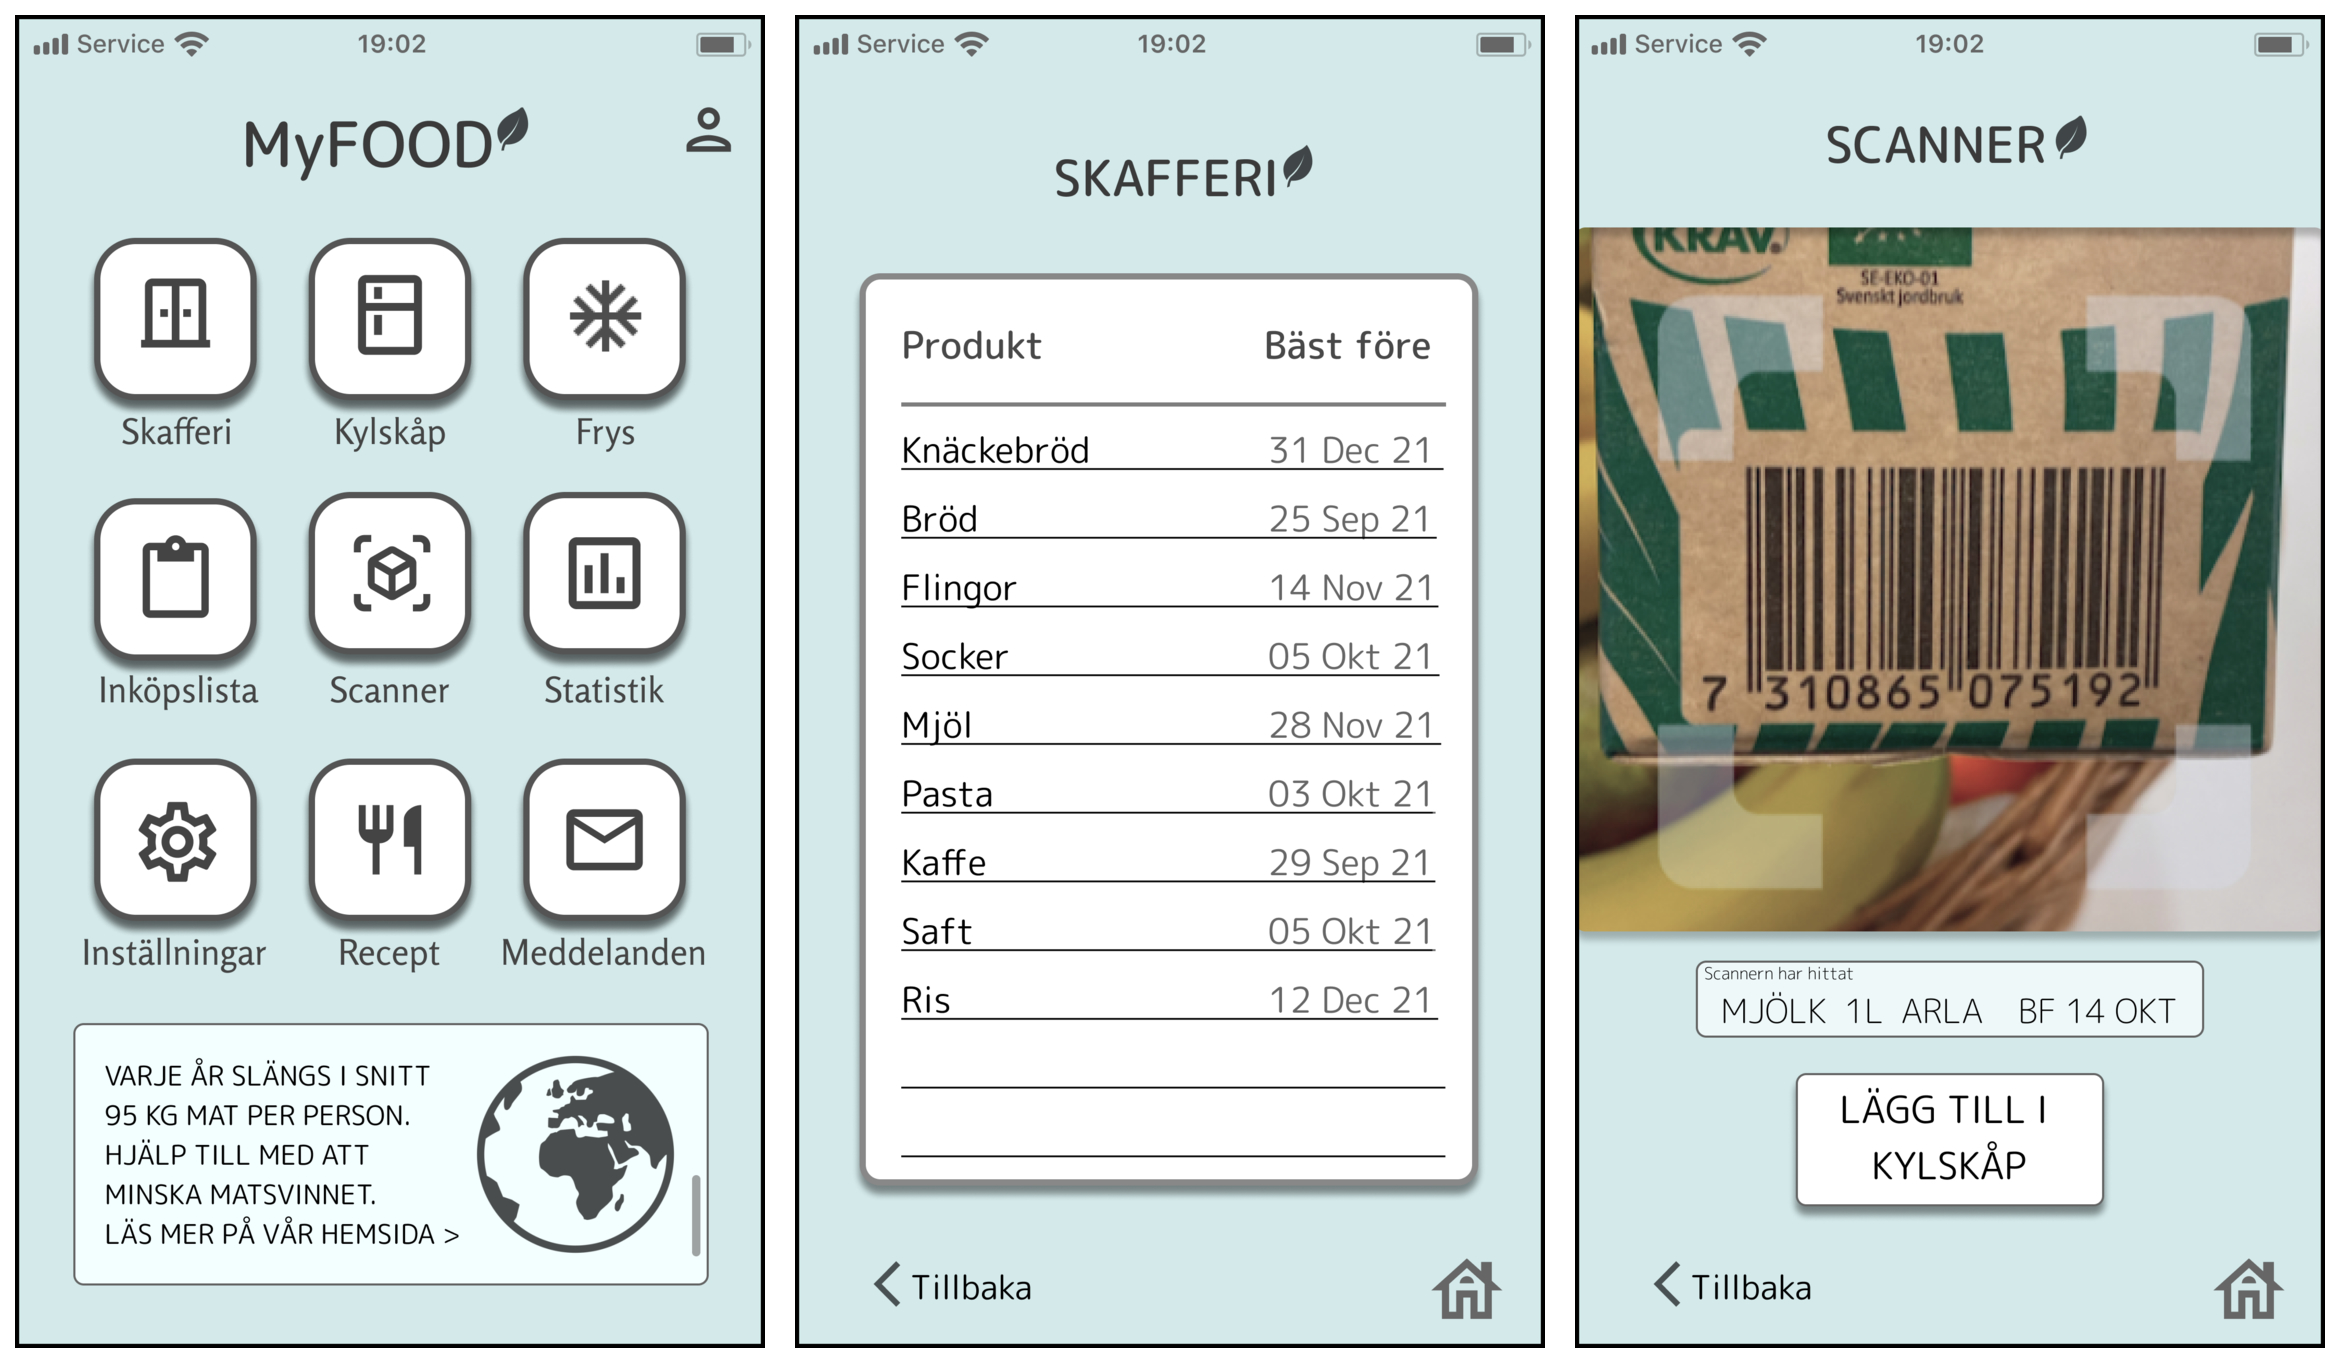 Service 19:02
MyFOOD
Skafferi Kylskåp Frys
Inköpslista Scanner Statistik
Inställningar Recept Meddelanden
VARJE ÅR SLÄNGS I SNITT
95 KG MAT PER PERSON.
HJÄLP TILL MED ATT
MINSKA MATSVINNET.
LÄS MER PÅ VÅR HEMSIDA >
Service 19:02
SKAFFERI
Produkt Bäst före
Knäckebröd 31 Dec 21
Bröd 25 Sep 21
Flingor 14 Nov 21
Socker 05 Okt 21
Mjöl 28 Nov 21
Pasta 03 Okt 21
Kaffe 29 Sep 21
Saft 05 Okt 21
Ris 12 Dec 21
Tillbaka
Service 19:02
SCANNER
KRAV®
SE-EKO-01
Svenskt jordbruk
7 310865 075192
Scannern har hittat
MJÖLK 1L ARLA BF 14 OKT
LÄGG TILL I
KYLSKÅP
Tillbaka